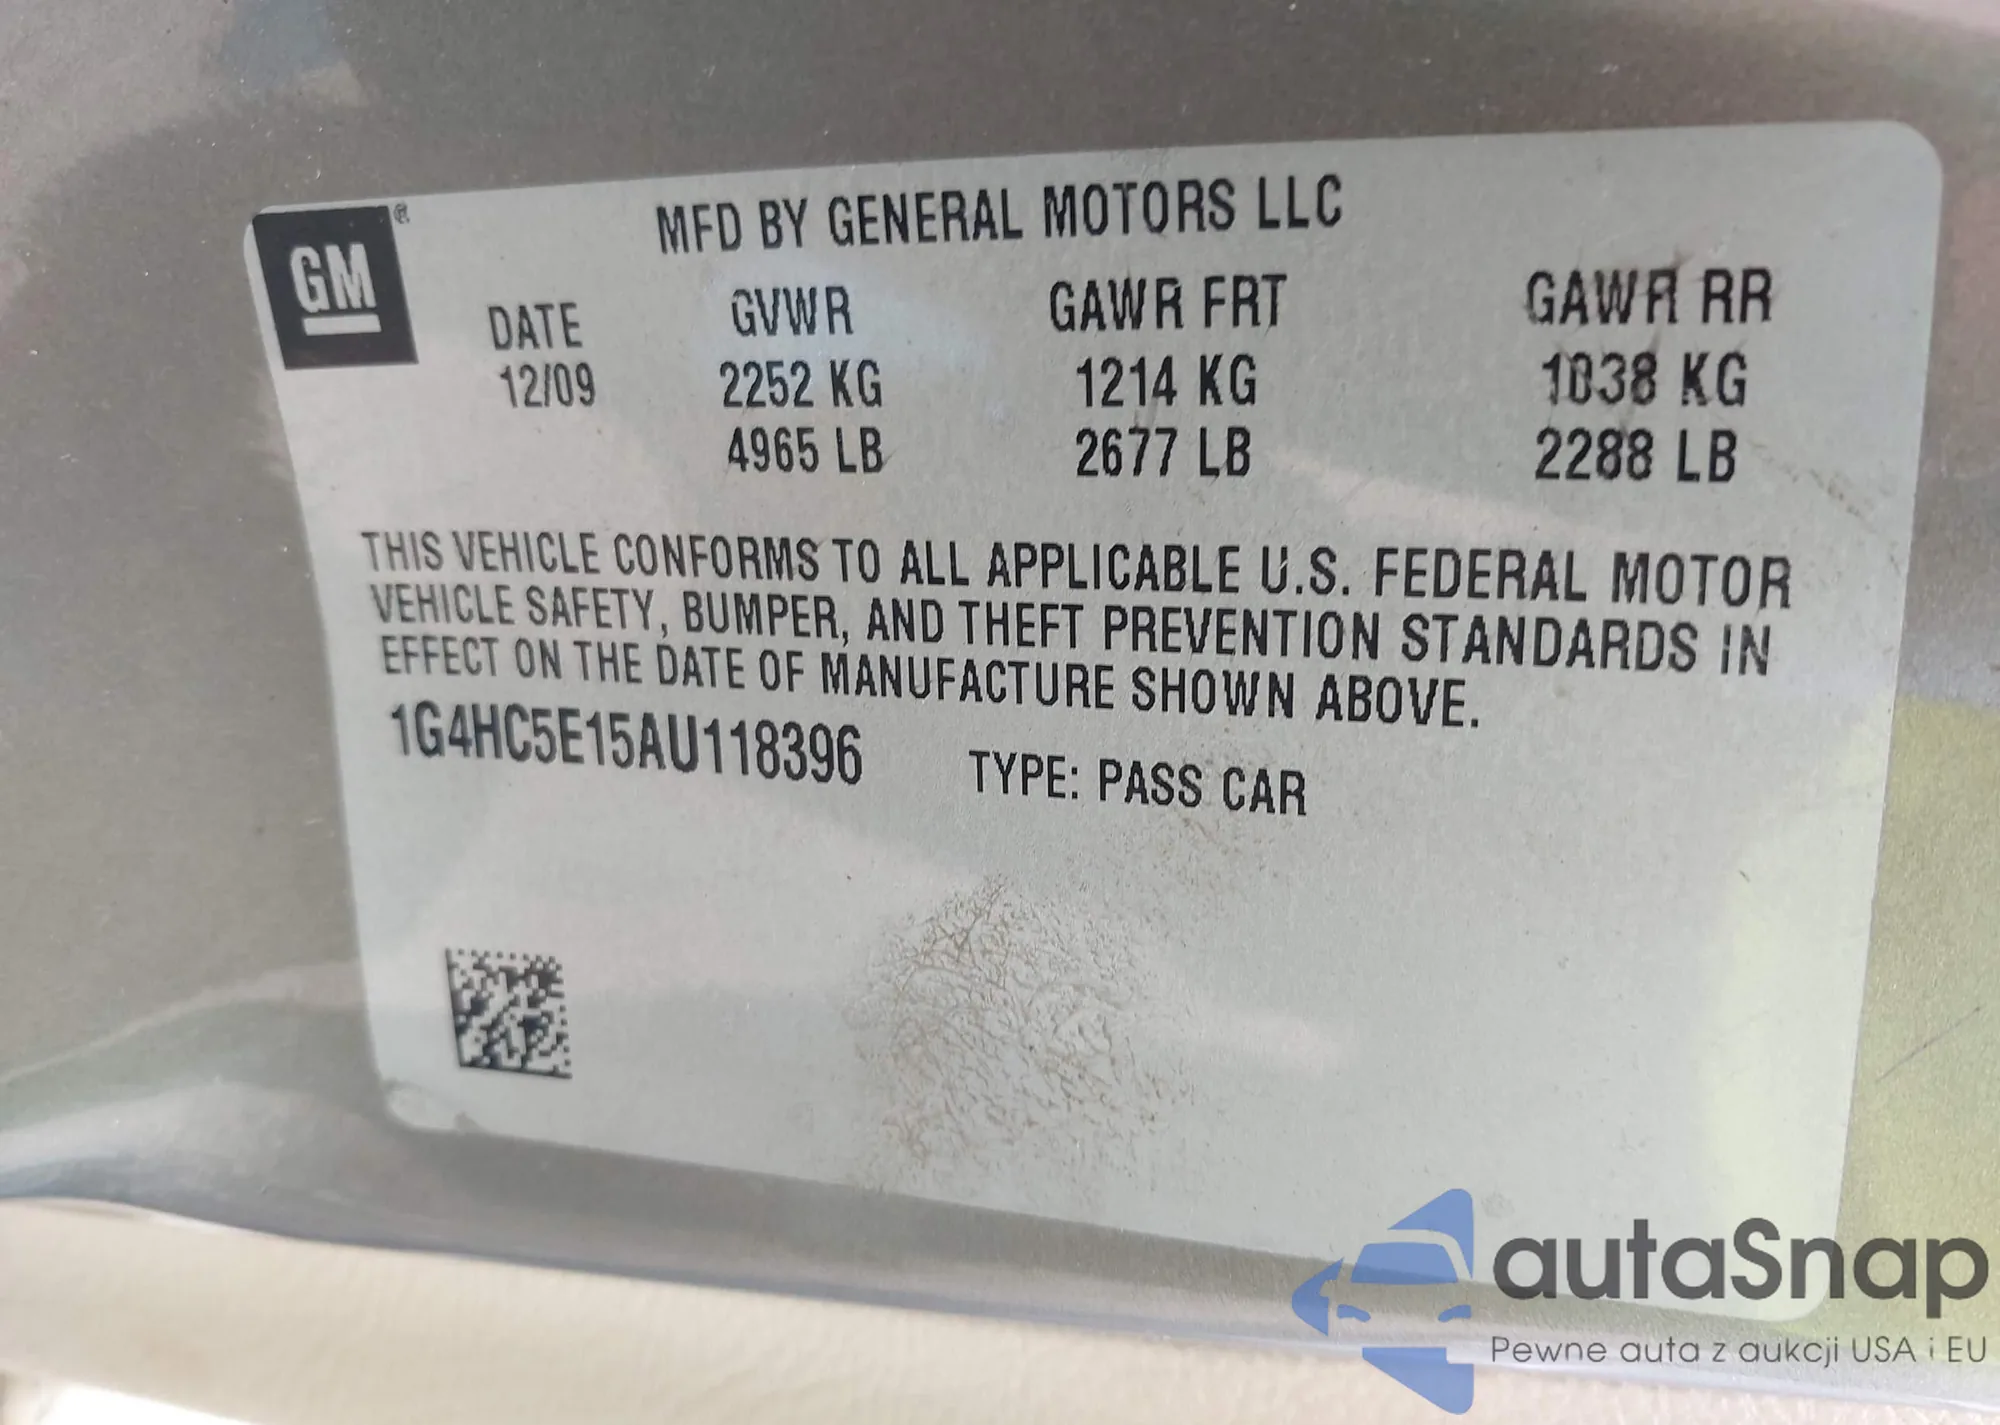 GM ®
MFD BY GENERAL MOTORS LLC
DATE GVWR GAWR FRT GAWR RR
12/09 2252 KG 1214 KG 1038 KG
4965 LB 2677 LB 2288 LB
THIS VEHICLE CONFORMS TO ALL APPLICABLE U.S. FEDERAL MOTOR
VEHICLE SAFETY, BUMPER, AND THEFT PREVENTION STANDARDS IN
EFFECT ON THE DATE OF MANUFACTURE SHOWN ABOVE.
1G4HC5E15AU118396 TYPE: PASS CAR
autaSnap
Pewne auta z aukcji USA i EU